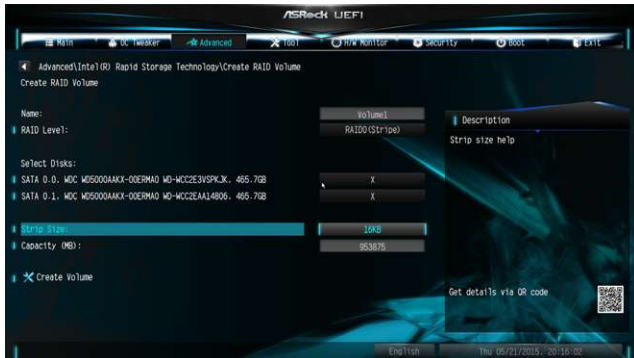 ASRock UEFI
Main OC Tweaker Advanced Tool H/W Monitor Security Boot Exit
Advanced\Intel(R) Rapid Storage Technology\Create RAID Volume
Create RAID Volume
Name: Volume1
RAID Level: RAID0(Stripe)
Select Disks:
SATA 0.0. WDC WD5000AAKX-00ERMA0 WD-WCC2E3VSPKJK. 465.7GB X
SATA 0.1. WDC WD5000AAKX-00ERMA0 WD-WCC2EAA14806. 465.7GB X
Strip Size: 16KB
Capacity (MB): 953875
Create Volume
Description
Strip size help
Get details via QR code
English Thu 05/21/2015. 20:16:02